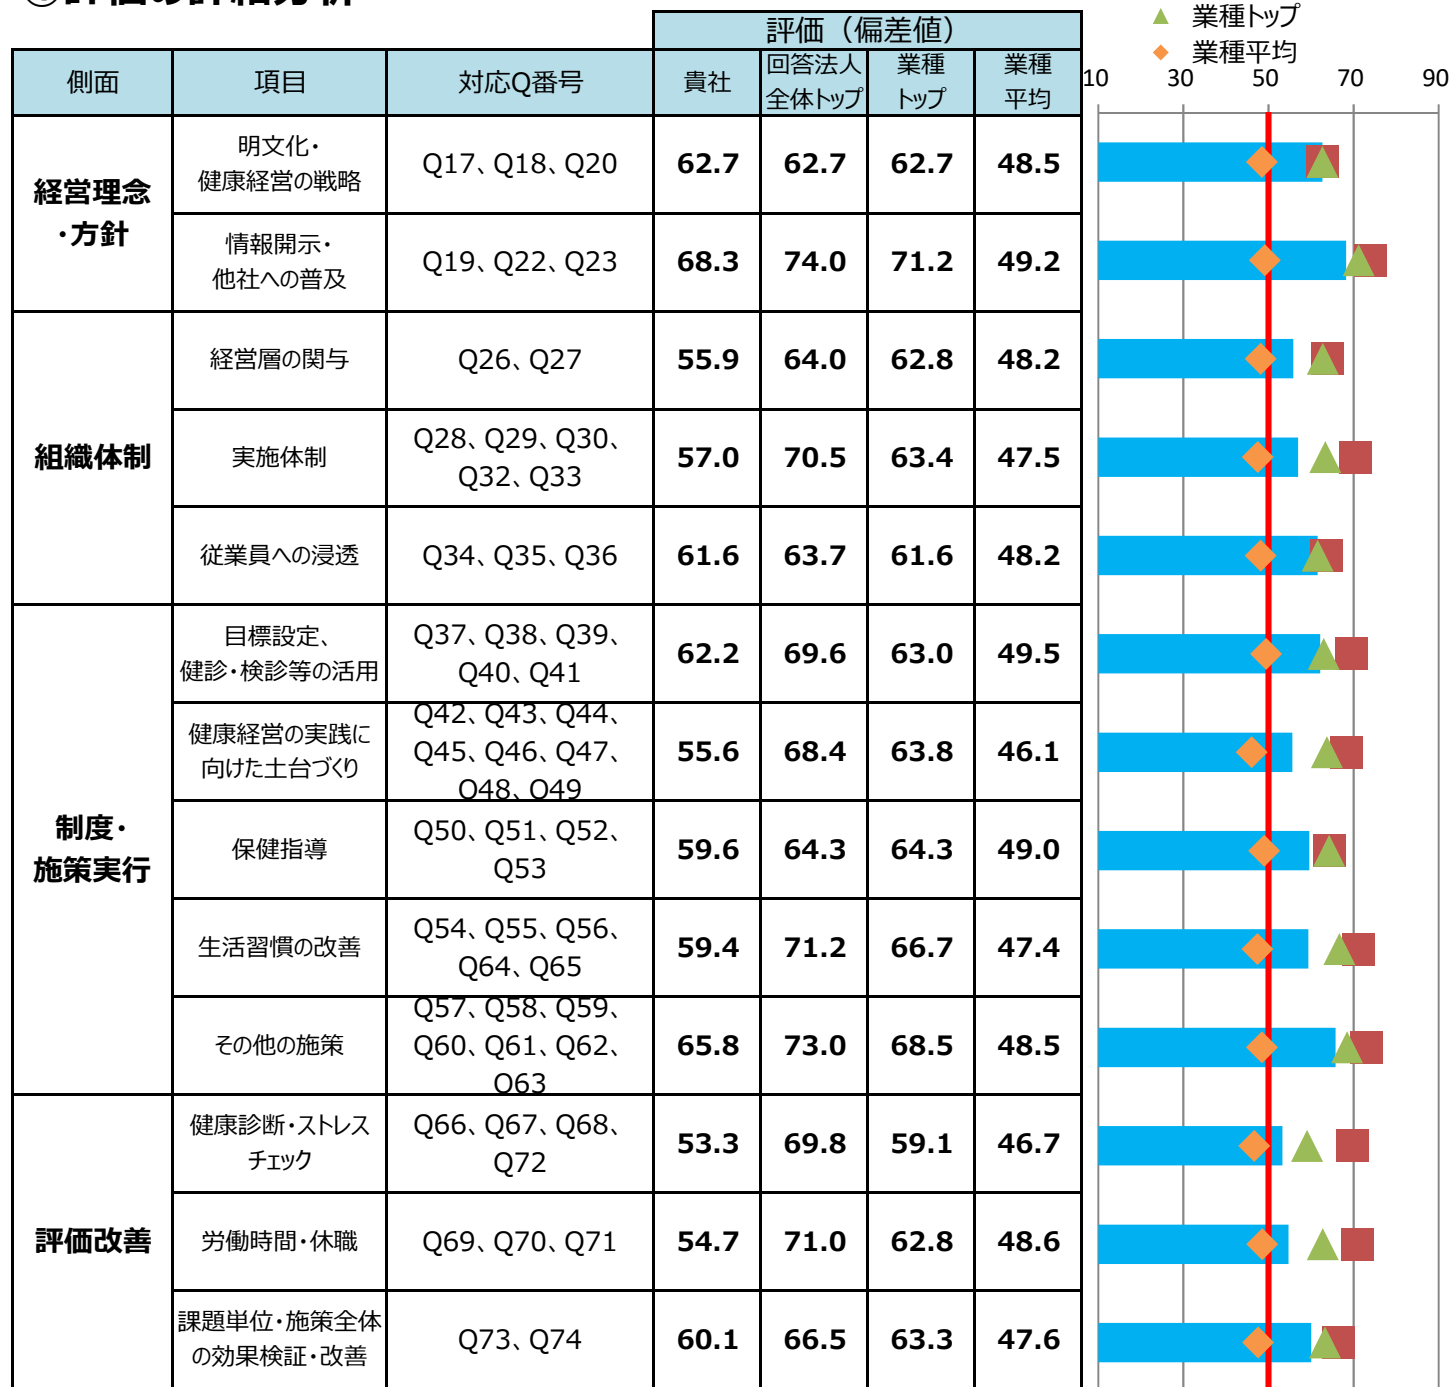 ①評価の詳細分析
▲ 業種トップ
◆ 業種平均
評価（偏差値）
側面 項目 対応Q番号 貴社 回答法人 業種 業種
全体トップ トップ 平均
10 30 50 70 90
経営理念
・方針
明文化・
健康経営の戦略
Q17、Q18、Q20 62.7 62.7 62.7 48.5
情報開示・
他社への普及
Q19、Q22、Q23 68.3 74.0 71.2 49.2
組織体制
経営層の関与 Q26、Q27 55.9 64.0 62.8 48.2
実施体制
Q28、Q29、Q30、
Q32、Q33
57.0 70.5 63.4 47.5
従業員への浸透 Q34、Q35、Q36 61.6 63.7 61.6 48.2
制度・
施策実行
目標設定、
健診・検診等の活用
Q37、Q38、Q39、
Q40、Q41
62.2 69.6 63.0 49.5
健康経営の実践に
向けた土台づくり
Q42、Q43、Q44、
Q45、Q46、Q47、
Q48、Q49
55.6 68.4 63.8 46.1
保健指導
Q50、Q51、Q52、
Q53
59.6 64.3 64.3 49.0
生活習慣の改善
Q54、Q55、Q56、
Q64、Q65
59.4 71.2 66.7 47.4
その他の施策
Q57、Q58、Q59、
Q60、Q61、Q62、
Q63
65.8 73.0 68.5 48.5
評価改善
健康診断・ストレス
チェック
Q66、Q67、Q68、
Q72
53.3 69.8 59.1 46.7
労働時間・休職 Q69、Q70、Q71 54.7 71.0 62.8 48.6
課題単位・施策全体
の効果検証・改善
Q73、Q74 60.1 66.5 63.3 47.6